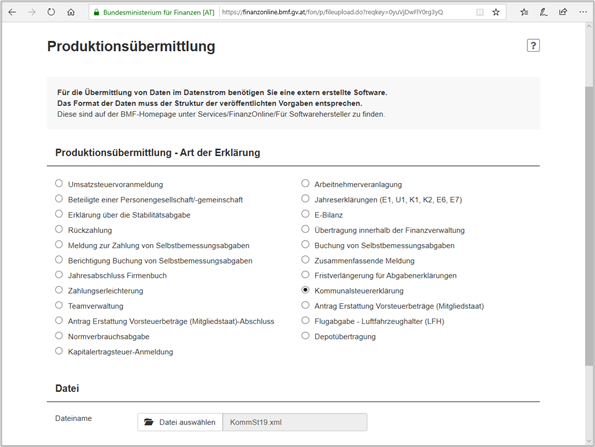 Bundesministerium für Finanzen [AT] https://finanzonline.bmf.gv.at/fon/p/fileupload.do?reqkey=0yuVjDwFlY0rg3yQ
Produktionsübermittlung ?
Für die Übermittlung von Daten im Datenstrom benötigen Sie eine extern erstellte Software.
Das Format der Daten muss der Struktur der veröffentlichten Vorgaben entsprechen.
Diese sind auf der BMF-Homepage unter Services/FinanzOnline/Für Softwarehersteller zu finden.
Produktionsübermittlung - Art der Erklärung
Umsatzsteuervoranmeldung Arbeitnehmerveranlagung
Beteiligte einer Personengesellschaft/-gemeinschaft Jahreserklärungen (E1, U1, K1, K2, E6, E7)
Erklärung über die Stabilitätsabgabe E-Bilanz
Rückzahlung Übertragung innerhalb der Finanzverwaltung
Meldung zur Zahlung von Selbstbemessungsabgaben Buchung von Selbstbemessungsabgaben
Berichtigung Buchung von Selbstbemessungsabgaben Zusammenfassende Meldung
Jahresabschluss Firmenbuch Fristverlängerung für Abgabenerklärungen
Zahlungserleichterung Kommunalsteuererklärung
Teamverwaltung Antrag Erstattung Vorsteuerbeträge (Mitgliedstaat)
Antrag Erstattung Vorsteuerbeträge (Mitgliedstaat)-Abschluss Flugabgabe - Luftfahrzeughalter (LFH)
Normverbrauchsabgabe Depotübertragung
Kapitalertragsteuer-Anmeldung
Datei
Dateiname Datei auswählen KommSt19.xml